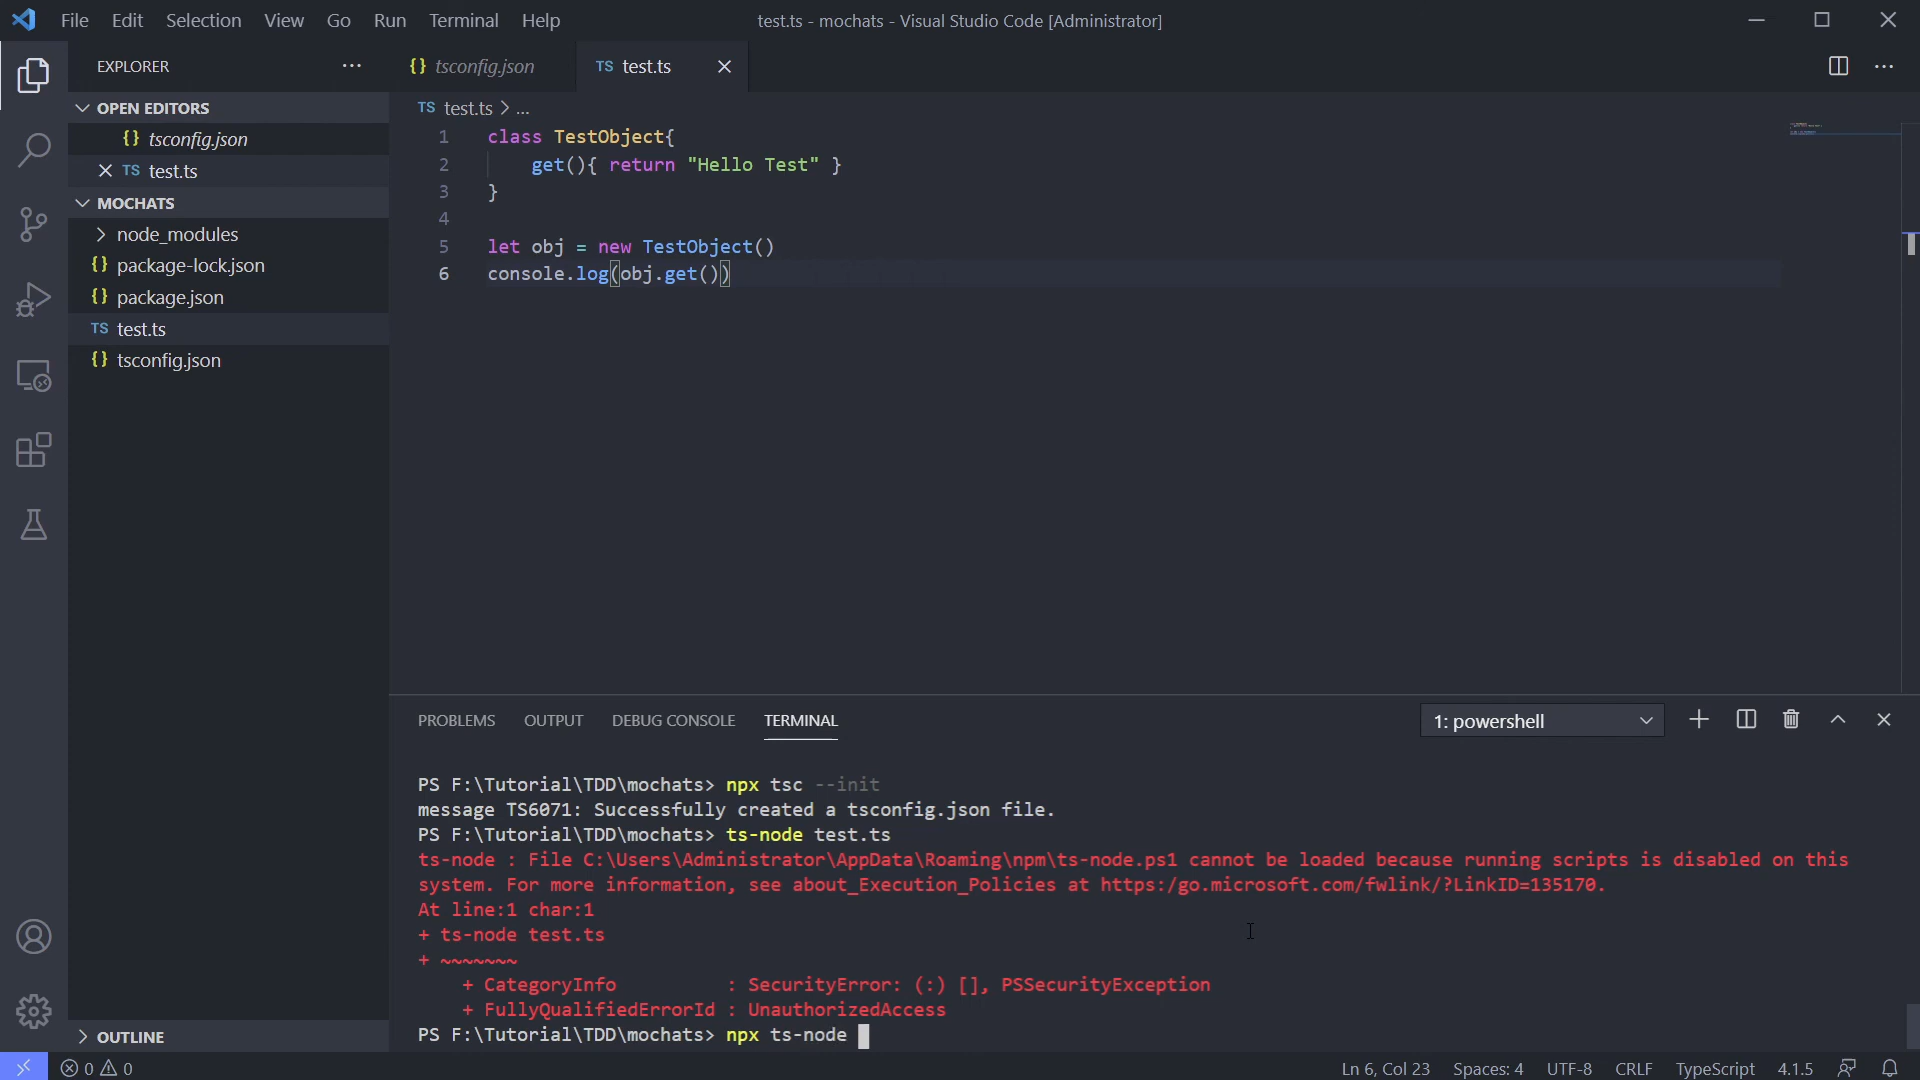 File Edit Selection View Go Run Terminal Help
test.ts - mochats - Visual Studio Code [Administrator]
EXPLORER
{} tsconfig.json
TS test.ts
OPEN EDITORS
{} tsconfig.json
TS test.ts
MOCHATS
node_modules
{} package-lock.json
{} package.json
TS test.ts
{} tsconfig.json
OUTLINE
TS test.ts > ...
1 class TestObject{
2 get(){ return "Hello Test" }
3 }
4
5 let obj = new TestObject()
6 console.log(obj.get())
PROBLEMS OUTPUT DEBUG CONSOLE TERMINAL
1: powershell
PS F:\Tutorial\TDD\mochats> npx tsc --init
message TS6071: Successfully created a tsconfig.json file.
PS F:\Tutorial\TDD\mochats> ts-node test.ts
ts-node : File C:\Users\Administrator\AppData\Roaming\npm\ts-node.ps1 cannot be loaded because running scripts is disabled on this
system. For more information, see about_Execution_Policies at https:/go.microsoft.com/fwlink/?LinkID=135170.
At line:1 char:1
+ ts-node test.ts
+ ~~~~~~~
+ CategoryInfo : SecurityError: (:) [], PSSecurityException
+ FullyQualifiedErrorId : UnauthorizedAccess
PS F:\Tutorial\TDD\mochats> npx ts-node
0 0
Ln 6, Col 23 Spaces: 4 UTF-8 CRLF TypeScript 4.1.5